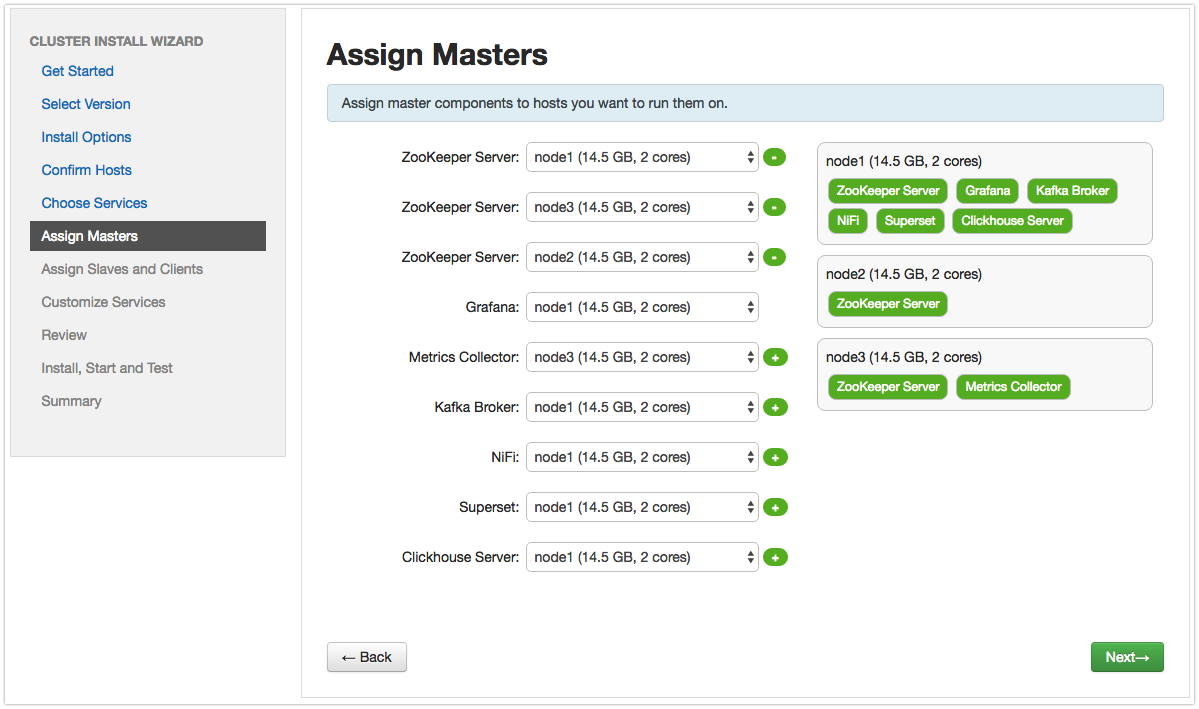 CLUSTER INSTALL WIZARD
Get Started
Select Version
Install Options
Confirm Hosts
Choose Services
Assign Masters
Assign Slaves and Clients
Customize Services
Review
Install, Start and Test
Summary
Assign Masters
Assign master components to hosts you want to run them on.
ZooKeeper Server: node1 (14.5 GB, 2 cores) -
ZooKeeper Server: node3 (14.5 GB, 2 cores) -
ZooKeeper Server: node2 (14.5 GB, 2 cores) -
Grafana: node1 (14.5 GB, 2 cores)
Metrics Collector: node3 (14.5 GB, 2 cores) +
Kafka Broker: node1 (14.5 GB, 2 cores) +
NiFi: node1 (14.5 GB, 2 cores) +
Superset: node1 (14.5 GB, 2 cores) +
Clickhouse Server: node1 (14.5 GB, 2 cores) +
node1 (14.5 GB, 2 cores)
ZooKeeper Server Grafana Kafka Broker
NiFi Superset Clickhouse Server
node2 (14.5 GB, 2 cores)
ZooKeeper Server
node3 (14.5 GB, 2 cores)
ZooKeeper Server Metrics Collector
← Back
Next→